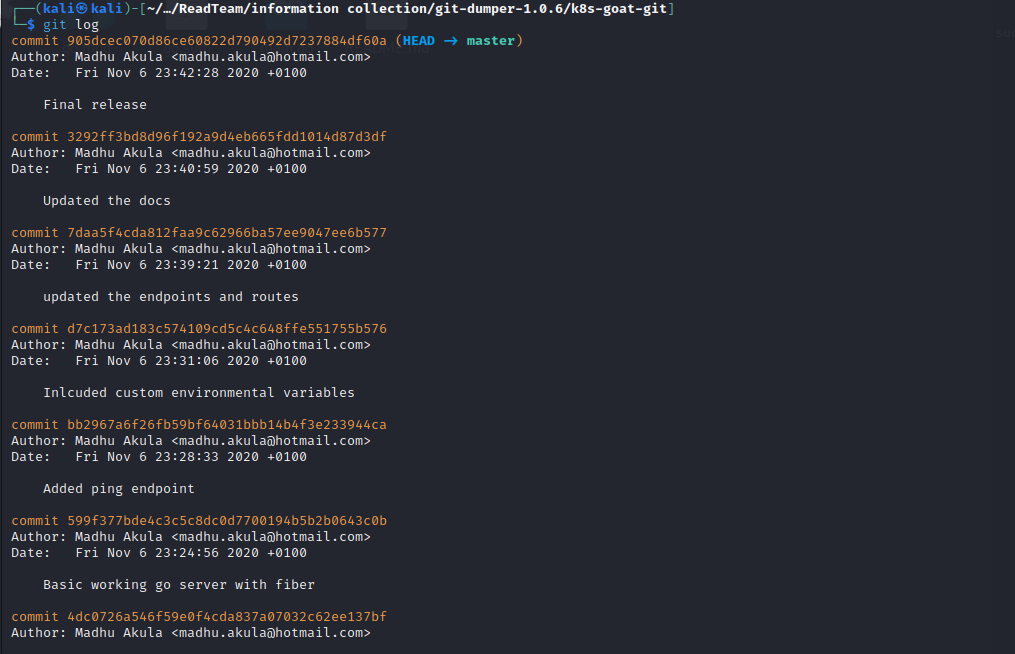 ┌──(kali㉿kali)-[~/…/ReadTeam/information collection/git-dumper-1.0.6/k8s-goat-git]
└─$ git log
commit 905dcec070d86ce60822d790492d7237884df60a (HEAD → master)
Author: Madhu Akula <madhu.akula@hotmail.com>
Date:   Fri Nov 6 23:42:28 2020 +0100
Final release
commit 3292ff3bd8d96f192a9d4eb665fdd1014d87d3df
Author: Madhu Akula <madhu.akula@hotmail.com>
Date:   Fri Nov 6 23:40:59 2020 +0100
Updated the docs
commit 7daa5f4cda812faa9c62966ba57ee9047ee6b577
Author: Madhu Akula <madhu.akula@hotmail.com>
Date:   Fri Nov 6 23:39:21 2020 +0100
updated the endpoints and routes
commit d7c173ad183c574109cd5c4c648ffe551755b576
Author: Madhu Akula <madhu.akula@hotmail.com>
Date:   Fri Nov 6 23:31:06 2020 +0100
Inlcuded custom environmental variables
commit bb2967a6f26fb59bf64031bbb14b4f3e233944ca
Author: Madhu Akula <madhu.akula@hotmail.com>
Date:   Fri Nov 6 23:28:33 2020 +0100
Added ping endpoint
commit 599f377bde4c3c5c8dc0d7700194b5b2b0643c0b
Author: Madhu Akula <madhu.akula@hotmail.com>
Date:   Fri Nov 6 23:24:56 2020 +0100
Basic working go server with fiber
commit 4dc0726a546f59e0f4cda837a07032c62ee137bf
Author: Madhu Akula <madhu.akula@hotmail.com>